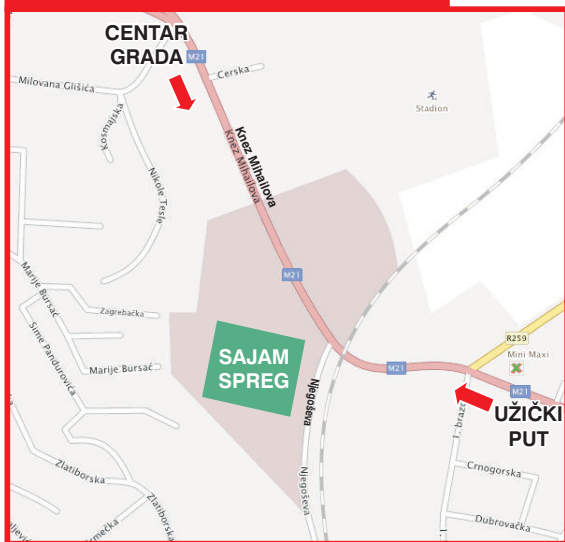 CENTAR
GRADA
M21
Cerska
Milovana Glišića
Kosmajska
Stadion
Knez Mihailova
Knez Mihailova
Nikole Tesle
M21
Marije Bursać
Zagrebačka
Sime Pandurovića
Marije Bursać
SAJAM
SPREG
Njegoševa
R259
Mini Maxi
M21
M21
UŽIČKI
PUT
I. brazd
Crnogorska
Zlatiborska
Njegoševa
Zlatiborska
Dubrovačka